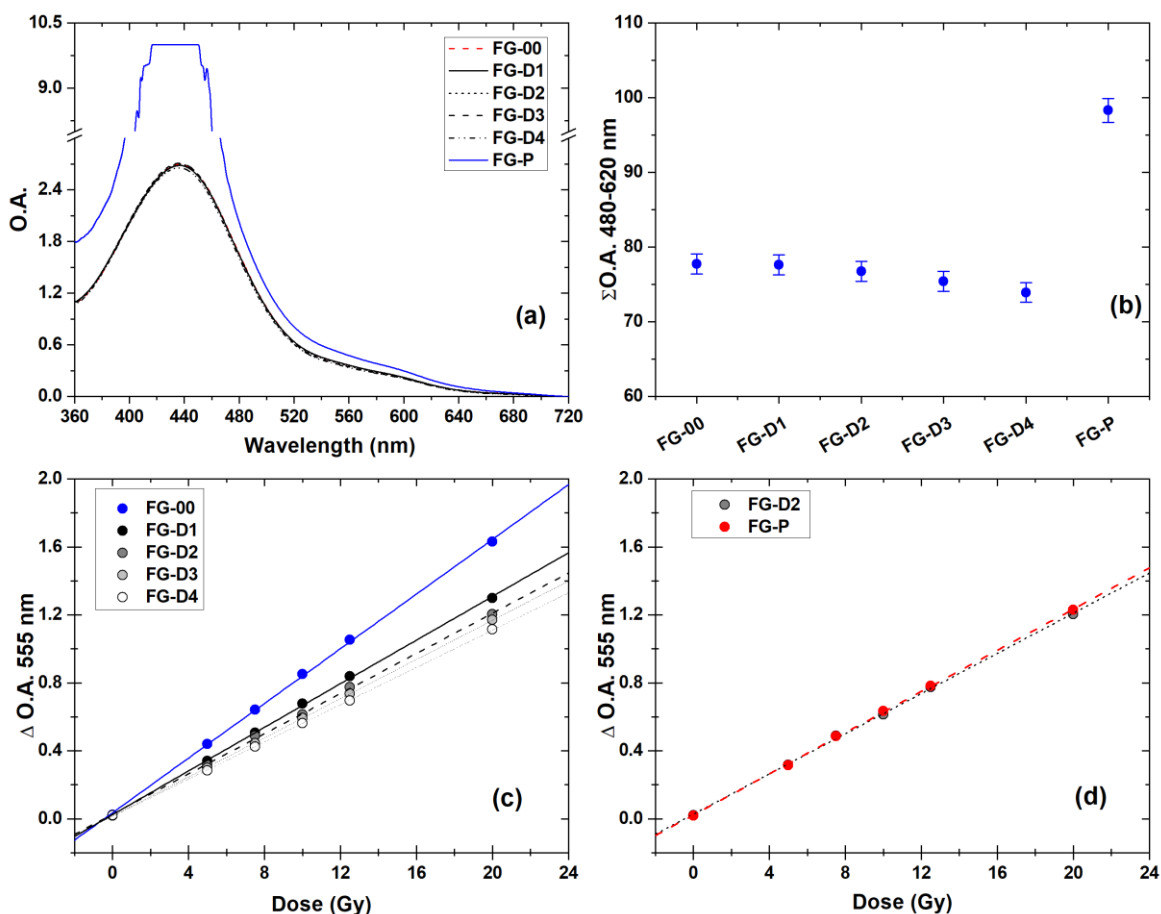 10.5
9.0
2.4
1.8
1.2
0.6
0.0
O.A.
FG-00
FG-D1
FG-D2
FG-D3
FG-D4
FG-P
(a)
360 400 440 480 520 560 600 640 680 720
Wavelength (nm)
110
100
90
80
70
60
ΣO.A. 480-620 nm
(b)
FG-00 FG-D1 FG-D2 FG-D3 FG-D4 FG-P
2.0
1.6
1.2
0.8
0.4
0.0
Δ O.A. 555 nm
FG-00
FG-D1
FG-D2
FG-D3
FG-D4
(c)
0 4 8 12 16 20 24
Dose (Gy)
2.0
1.6
1.2
0.8
0.4
0.0
Δ O.A. 555 nm
FG-D2
FG-P
(d)
0 4 8 12 16 20 24
Dose (Gy)